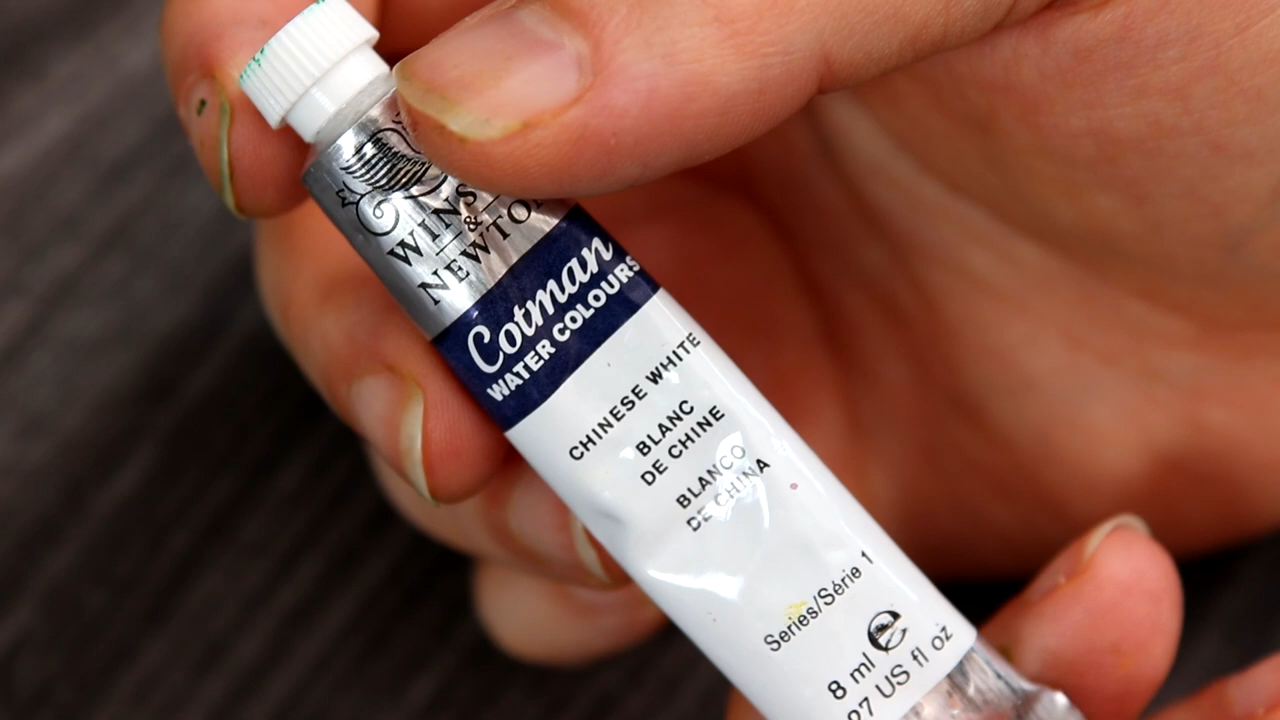 WINS
&
NEWTO
Cotman
WATER COLOURS
CHINESE WHITE
BLANC
DE CHINE
BLANCO
DE CHINA
Series/Série 1
8 ml e
27 US fl oz